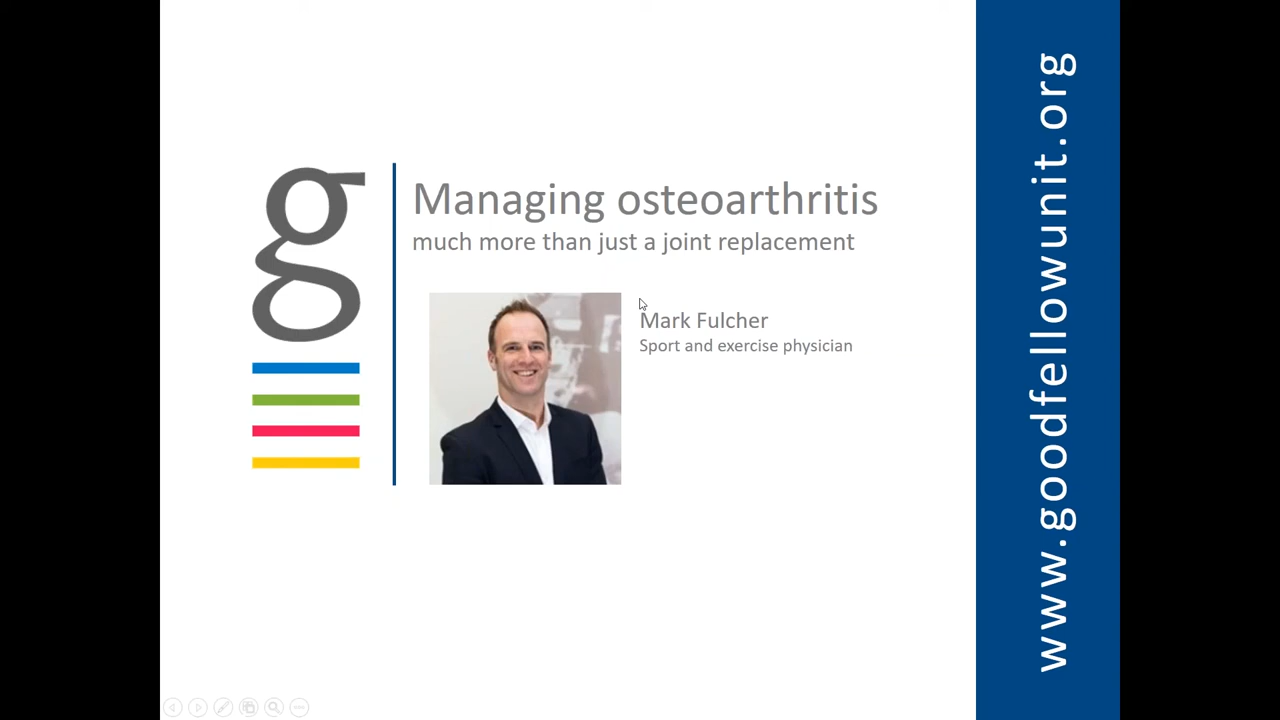 g
Managing osteoarthritis
much more than just a joint replacement
Mark Fulcher
Sport and exercise physician
www.goodfellowunit.org